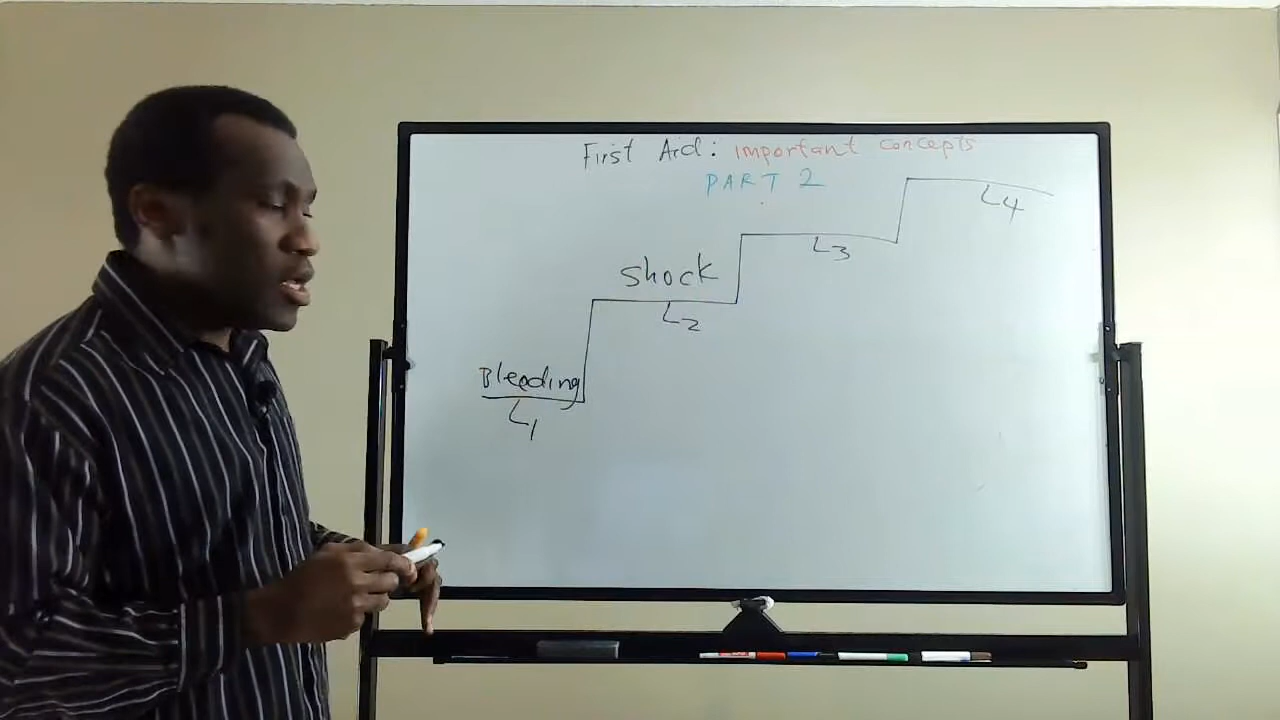 First Aid: important concepts
PART 2
L4
L3
Shock
L2
Bleeding
L1